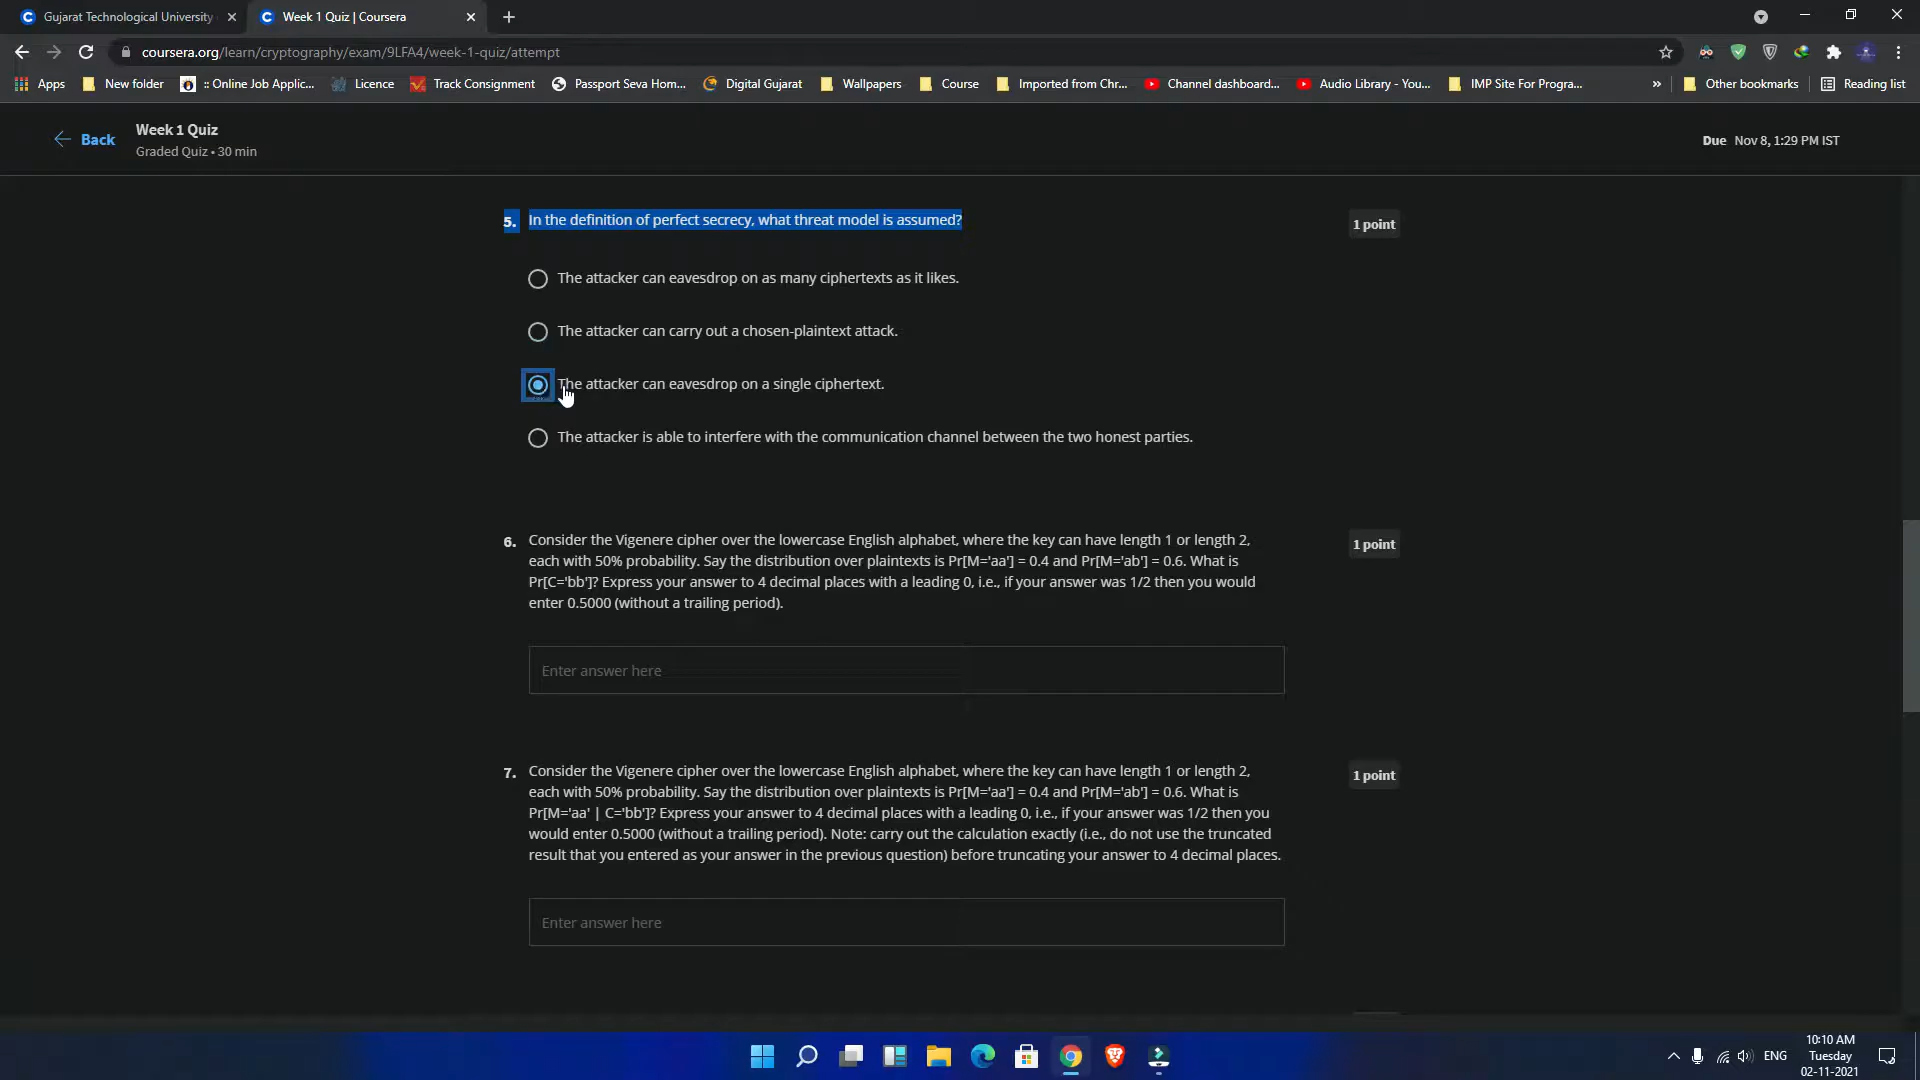 Gujarat Technological University
Week 1 Quiz | Coursera
coursera.org/learn/cryptography/exam/9LFA4/week-1-quiz/attempt
Apps
New folder
:: Online Job Applic...
Licence
Track Consignment
Passport Seva Hom...
Digital Gujarat
Wallpapers
Course
Imported from Chr...
Channel dashboard...
Audio Library - You...
IMP Site For Progra...
»
Other bookmarks
Reading list
Back
Week 1 Quiz
Graded Quiz • 30 min
Due Nov 8, 1:29 PM IST
5. In the definition of perfect secrecy, what threat model is assumed?
1 point
The attacker can eavesdrop on as many ciphertexts as it likes.
The attacker can carry out a chosen-plaintext attack.
The attacker can eavesdrop on a single ciphertext.
The attacker is able to interfere with the communication channel between the two honest parties.
6. Consider the Vigenere cipher over the lowercase English alphabet, where the key can have length 1 or length 2,
1 point
each with 50% probability. Say the distribution over plaintexts is Pr[M='aa'] = 0.4 and Pr[M='ab'] = 0.6. What is
Pr[C='bb']? Express your answer to 4 decimal places with a leading 0, i.e., if your answer was 1/2 then you would
enter 0.5000 (without a trailing period).
Enter answer here
7. Consider the Vigenere cipher over the lowercase English alphabet, where the key can have length 1 or length 2,
1 point
each with 50% probability. Say the distribution over plaintexts is Pr[M='aa'] = 0.4 and Pr[M='ab'] = 0.6. What is
Pr[M='aa' | C='bb']? Express your answer to 4 decimal places with a leading 0, i.e., if your answer was 1/2 then you
would enter 0.5000 (without a trailing period). Note: carry out the calculation exactly (i.e., do not use the truncated
result that you entered as your answer in the previous question) before truncating your answer to 4 decimal places.
Enter answer here
ENG
10:10 AM
Tuesday
02-11-2021